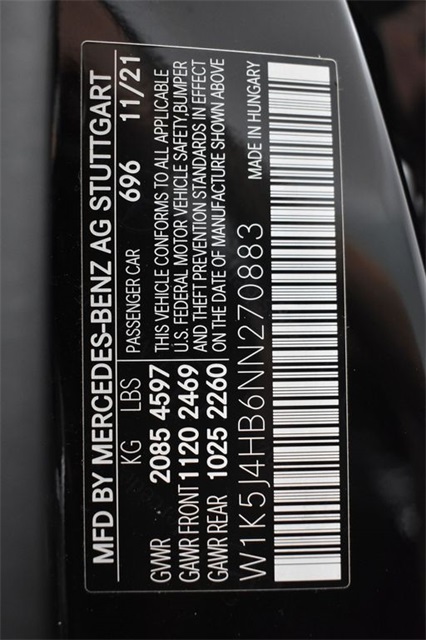 MFD BY MERCEDES-BENZ AG STUTTGART
KG LBS PASSENGER CAR 696 11/21
GVWR 2085 4597
GAWR FRONT 1120 2469
GAWR REAR 1025 2260
THIS VEHICLE CONFORMS TO ALL APPLICABLE
U.S. FEDERAL MOTOR VEHICLE SAFETY,BUMPER
AND THEFT PREVENTION STANDARDS IN EFFECT
ON THE DATE OF MANUFACTURE SHOWN ABOVE
W1K5J4HB6NN270883 MADE IN HUNGARY